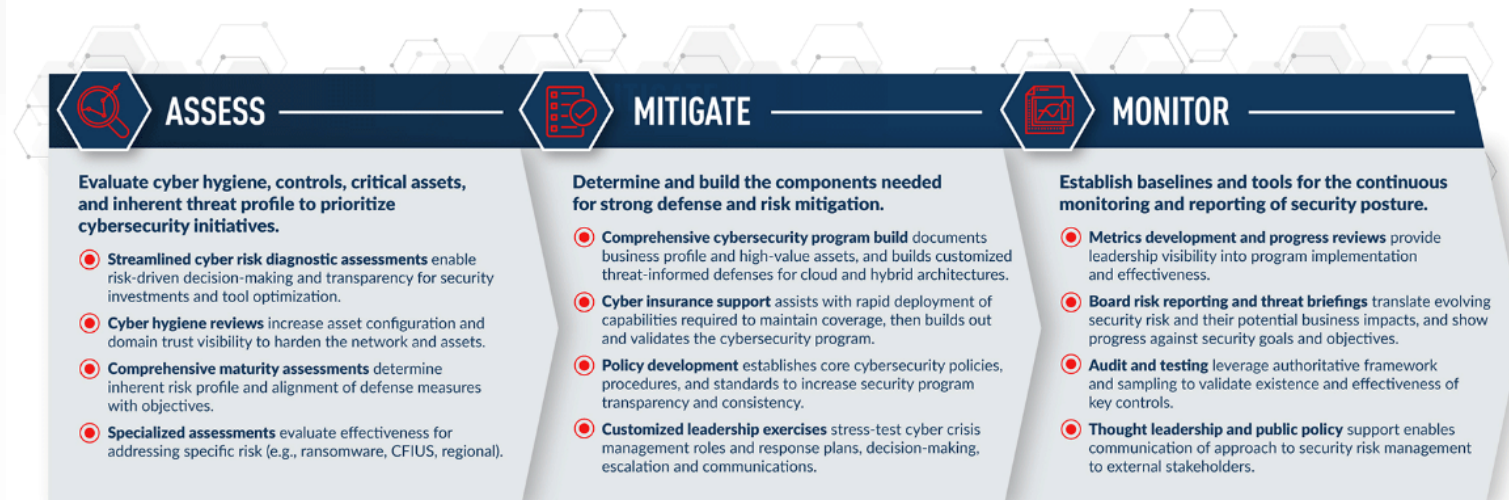 ASSESS
Evaluate cyber hygiene, controls, critical assets,
and inherent threat profile to prioritize
cybersecurity initiatives.
Streamlined cyber risk diagnostic assessments enable
risk-driven decision-making and transparency for security
investments and tool optimization.
Cyber hygiene reviews increase asset configuration and
domain trust visibility to harden the network and assets.
Comprehensive maturity assessments determine
inherent risk profile and alignment of defense measures
with objectives.
Specialized assessments evaluate effectiveness for
addressing specific risk (e.g., ransomware, CFIUS, regional).
MITIGATE
Determine and build the components needed
for strong defense and risk mitigation.
Comprehensive cybersecurity program build documents
business profile and high-value assets, and builds customized
threat-informed defenses for cloud and hybrid architectures.
Cyber insurance support assists with rapid deployment of
capabilities required to maintain coverage, then builds out
and validates the cybersecurity program.
Policy development establishes core cybersecurity policies,
procedures, and standards to increase security program
transparency and consistency.
Customized leadership exercises stress-test cyber crisis
management roles and response plans, decision-making,
escalation and communications.
MONITOR
Establish baselines and tools for the continuous
monitoring and reporting of security posture.
Metrics development and progress reviews provide
leadership visibility into program implementation
and effectiveness.
Board risk reporting and threat briefings translate evolving
security risk and their potential business impacts, and show
progress against security goals and objectives.
Audit and testing leverage authoritative framework
and sampling to validate existence and effectiveness of
key controls.
Thought leadership and public policy support enables
communication of approach to security risk management
to external stakeholders.